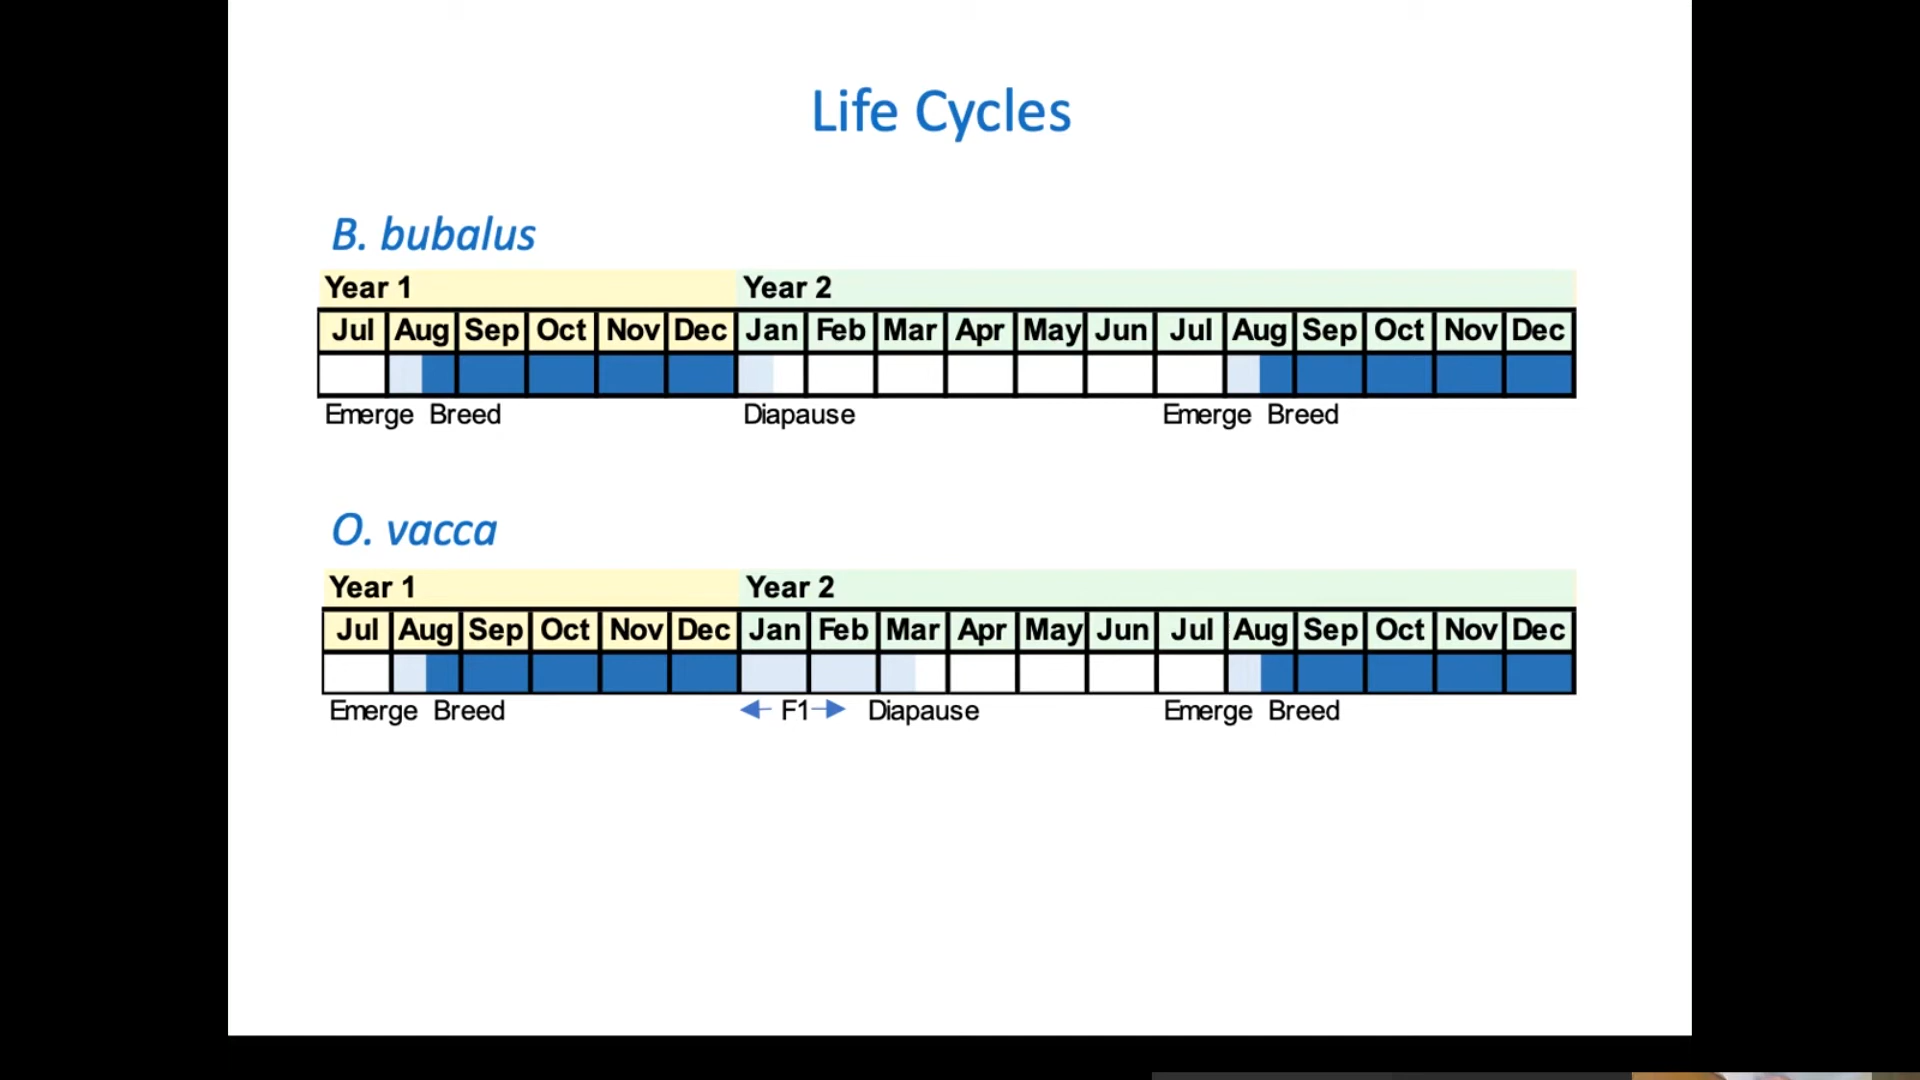 Life Cycles
B. bubalus
Year 1 Year 2
Jul Aug Sep Oct Nov Dec Jan Feb Mar Apr May Jun Jul Aug Sep Oct Nov Dec
Emerge Breed Diapause Emerge Breed
O. vacca
Year 1 Year 2
Jul Aug Sep Oct Nov Dec Jan Feb Mar Apr May Jun Jul Aug Sep Oct Nov Dec
Emerge Breed F1 Diapause Emerge Breed